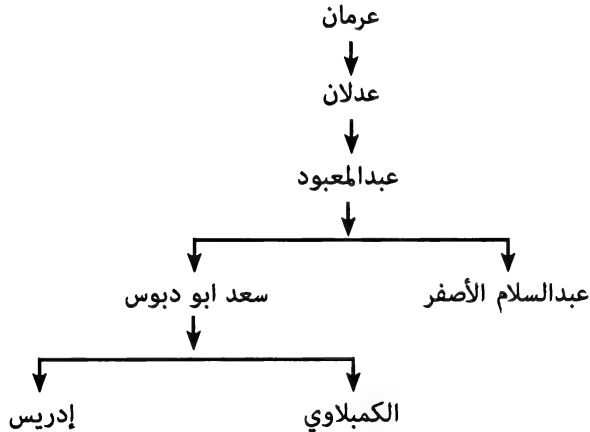 عرمان
عدلان
عبدالمعبود
عبدالسلام الأصفر
سعد ابو دبوس
الكمبلاوي
إدريس